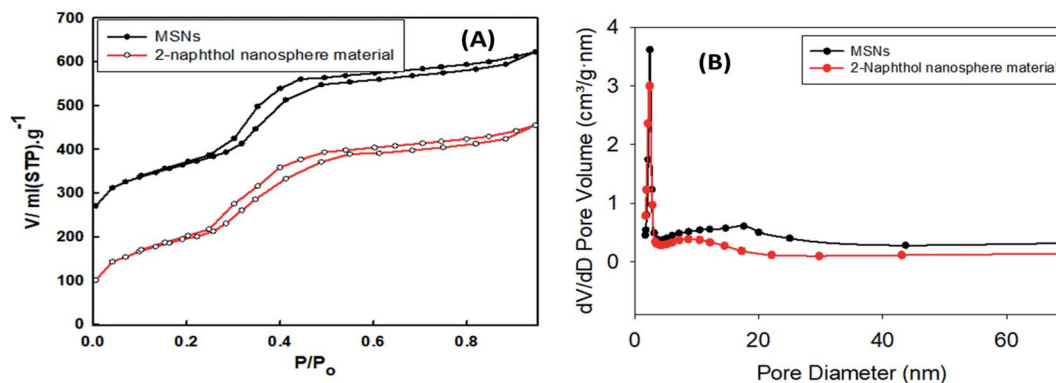 700
600
500
400
300
200
100
0
V/ ml(STP).g-1
MSNs
2-naphthol nanosphere material
(A)
0.0 0.2 0.4 0.6 0.8
P/Po
4
3
2
1
0
dV/dD Pore Volume (cm³/g·nm)
MSNs
2-Naphthol nanosphere material
(B)
0 20 40 60
Pore Diameter (nm)